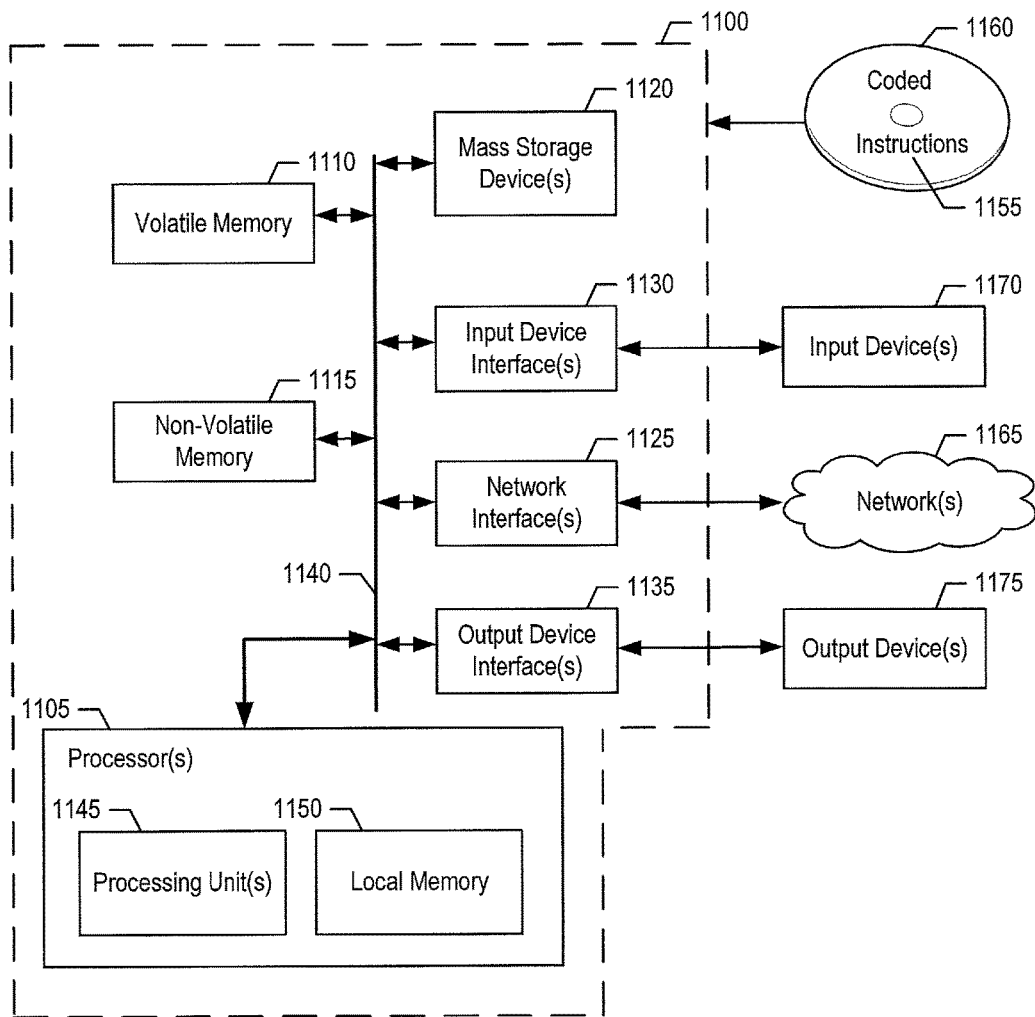 1100
1160
Coded
Instructions
1155
1120
Mass Storage
Device(s)
1110
Volatile Memory
1130
Input Device
Interface(s)
1170
Input Device(s)
1115
Non-Volatile
Memory
1125
Network
Interface(s)
1165
Network(s)
1140
1135
Output Device
Interface(s)
1175
Output Device(s)
1105
Processor(s)
1145
Processing Unit(s)
1150
Local Memory